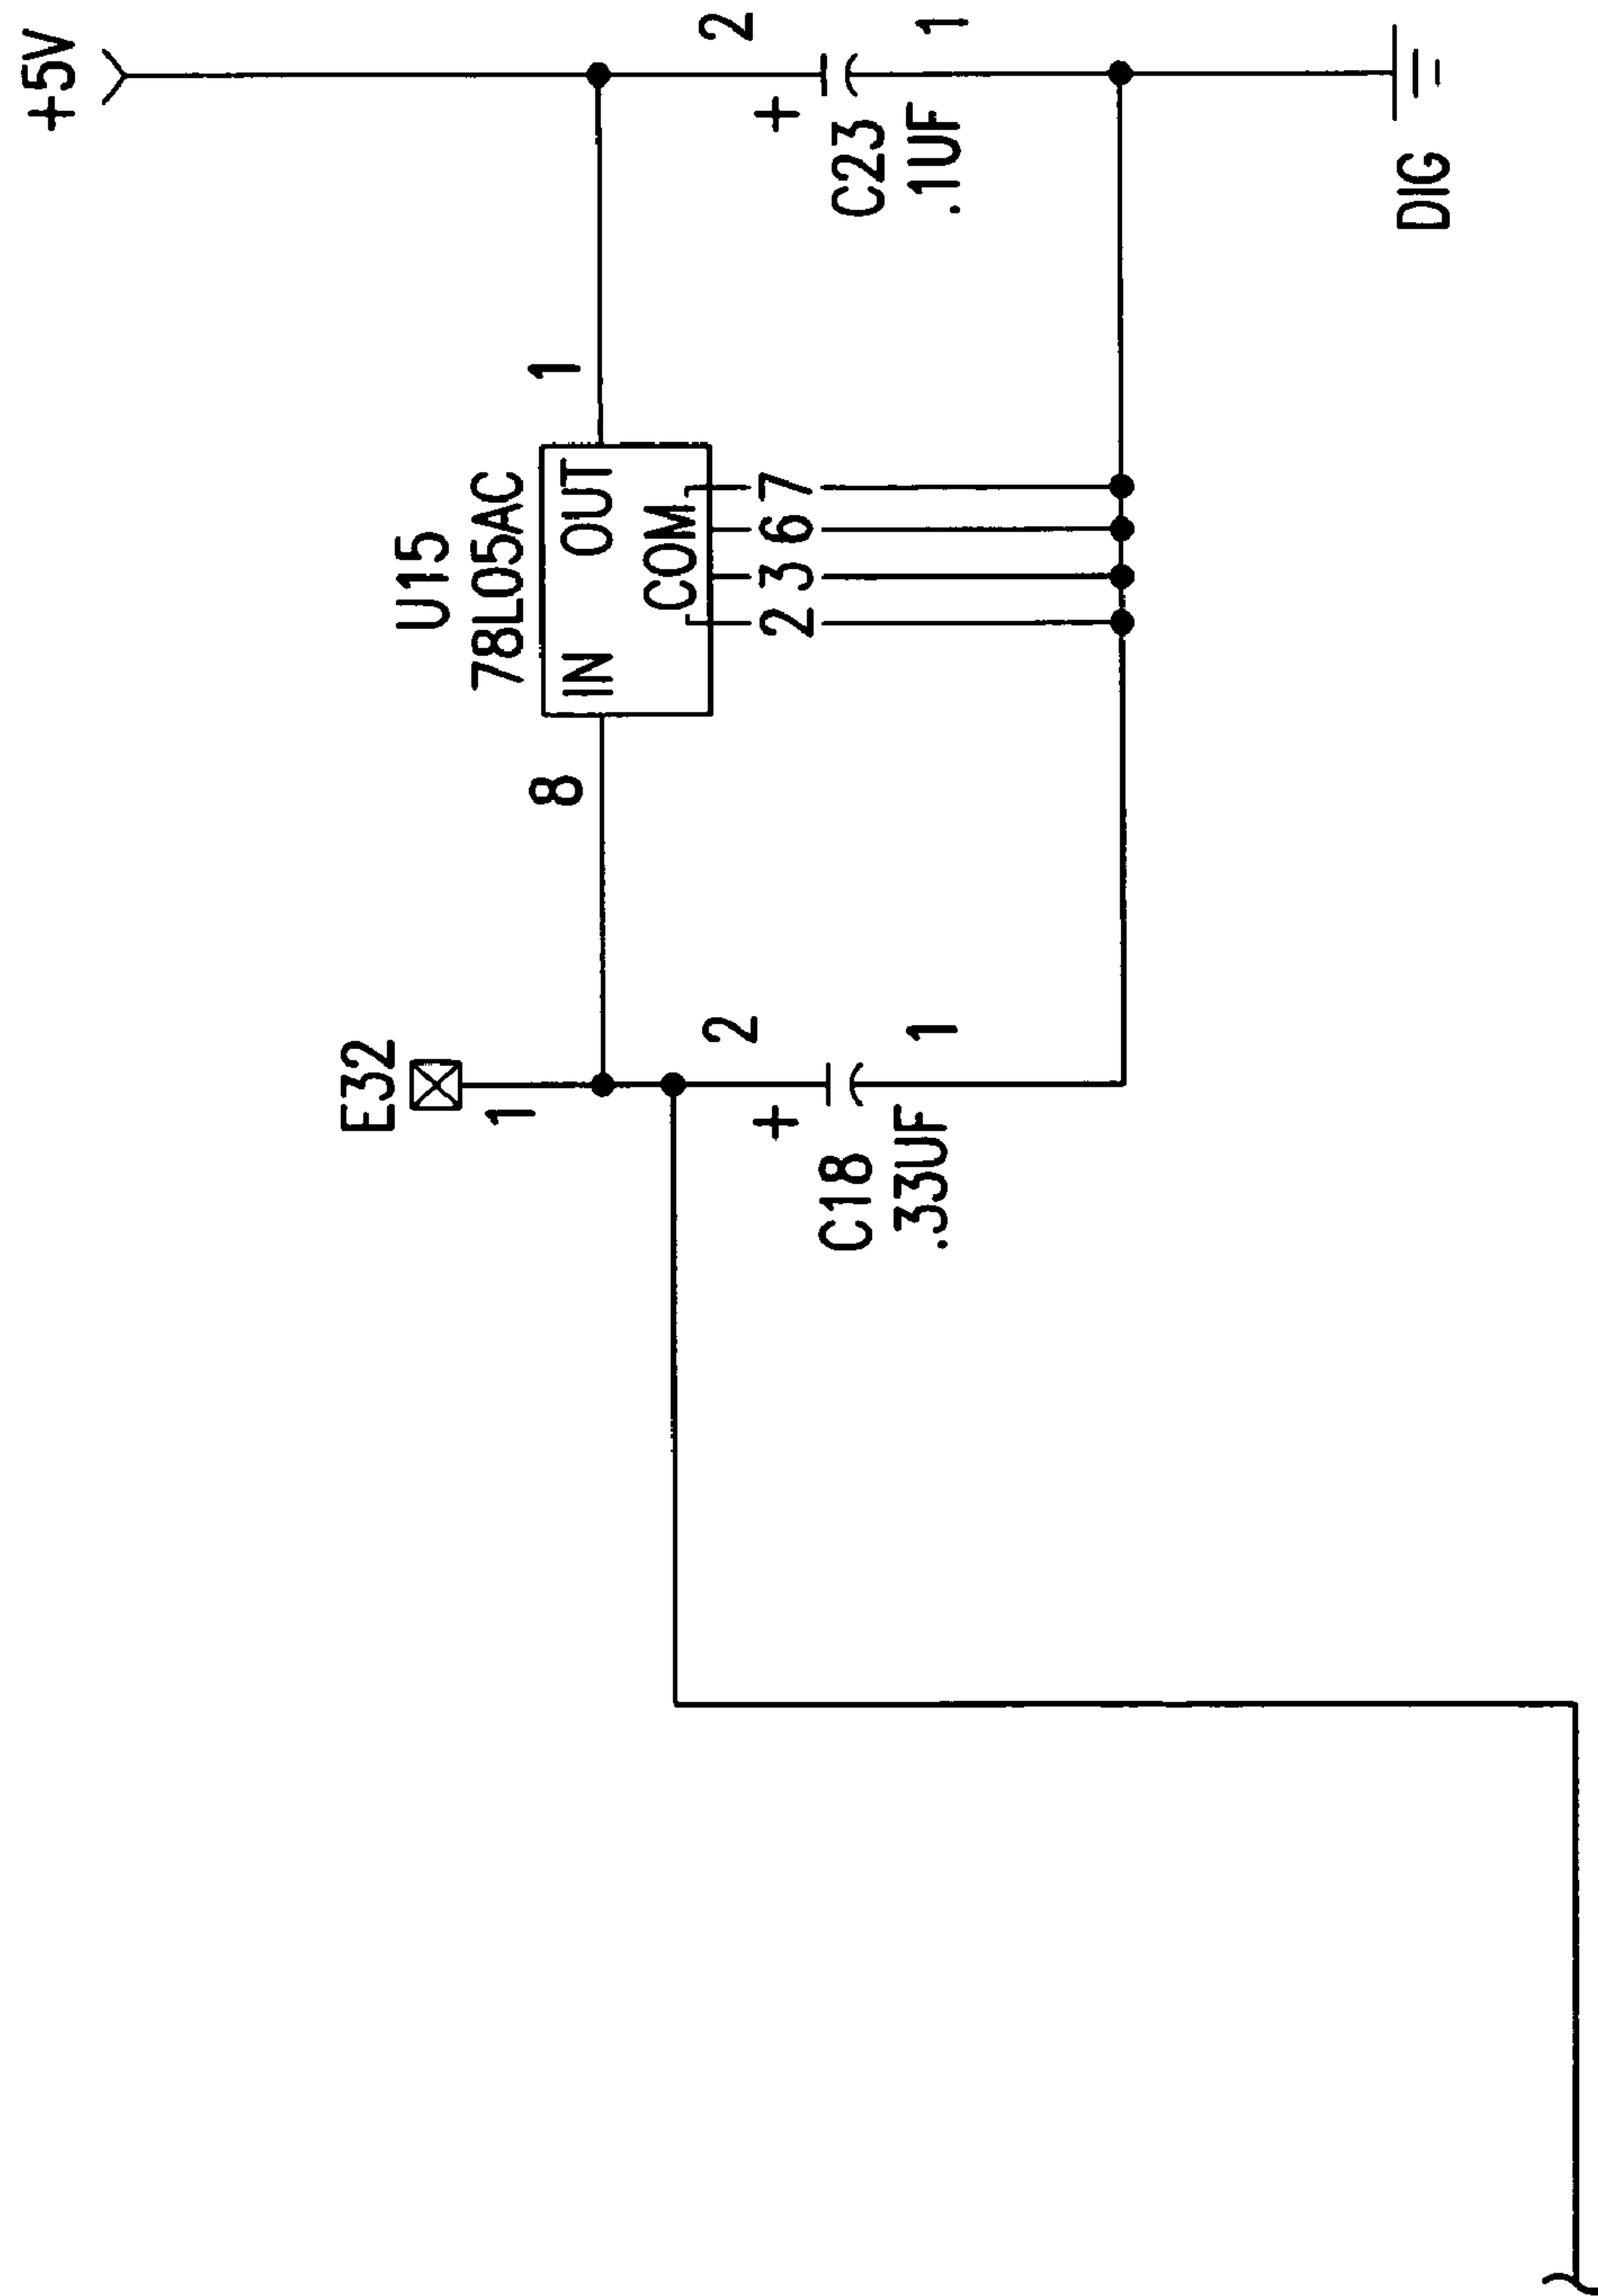 E32
1
U15
78L05AC
+5V
8
IN
OUT
1
COM
2
3
6
7
+
2
C18
.33UF
1
+
2
C23
.1UF
1
DIG